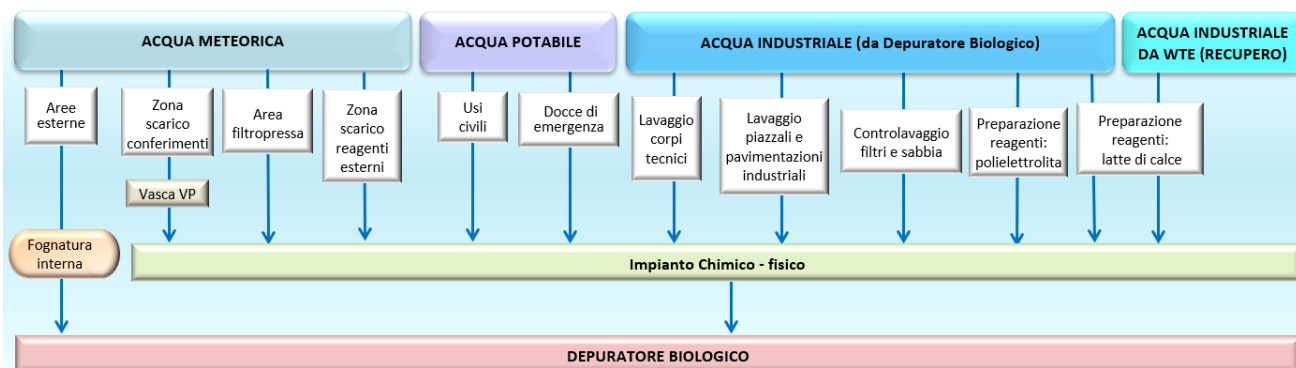 ACQUA METEORICA
ACQUA POTABILE
ACQUA INDUSTRIALE (da Depuratore Biologico)
ACQUA INDUSTRIALE
DA WTE (RECUPERO)
Aree
esterne
Zona
scarico
conferimenti
Area
filtropressa
Zona
scarico
reagenti
esterni
Usi
civili
Docce di
emergenza
Lavaggio
corpi
tecnici
Lavaggio
piazzali e
pavimentazioni
industriali
Controlavaggio
filtri e sabbia
Preparazione
reagenti:
polielettrolita
Preparazione
reagenti:
latte di calce
Vasca VP
Fognatura
interna
Impianto Chimico - fisico
DEPURATORE BIOLOGICO